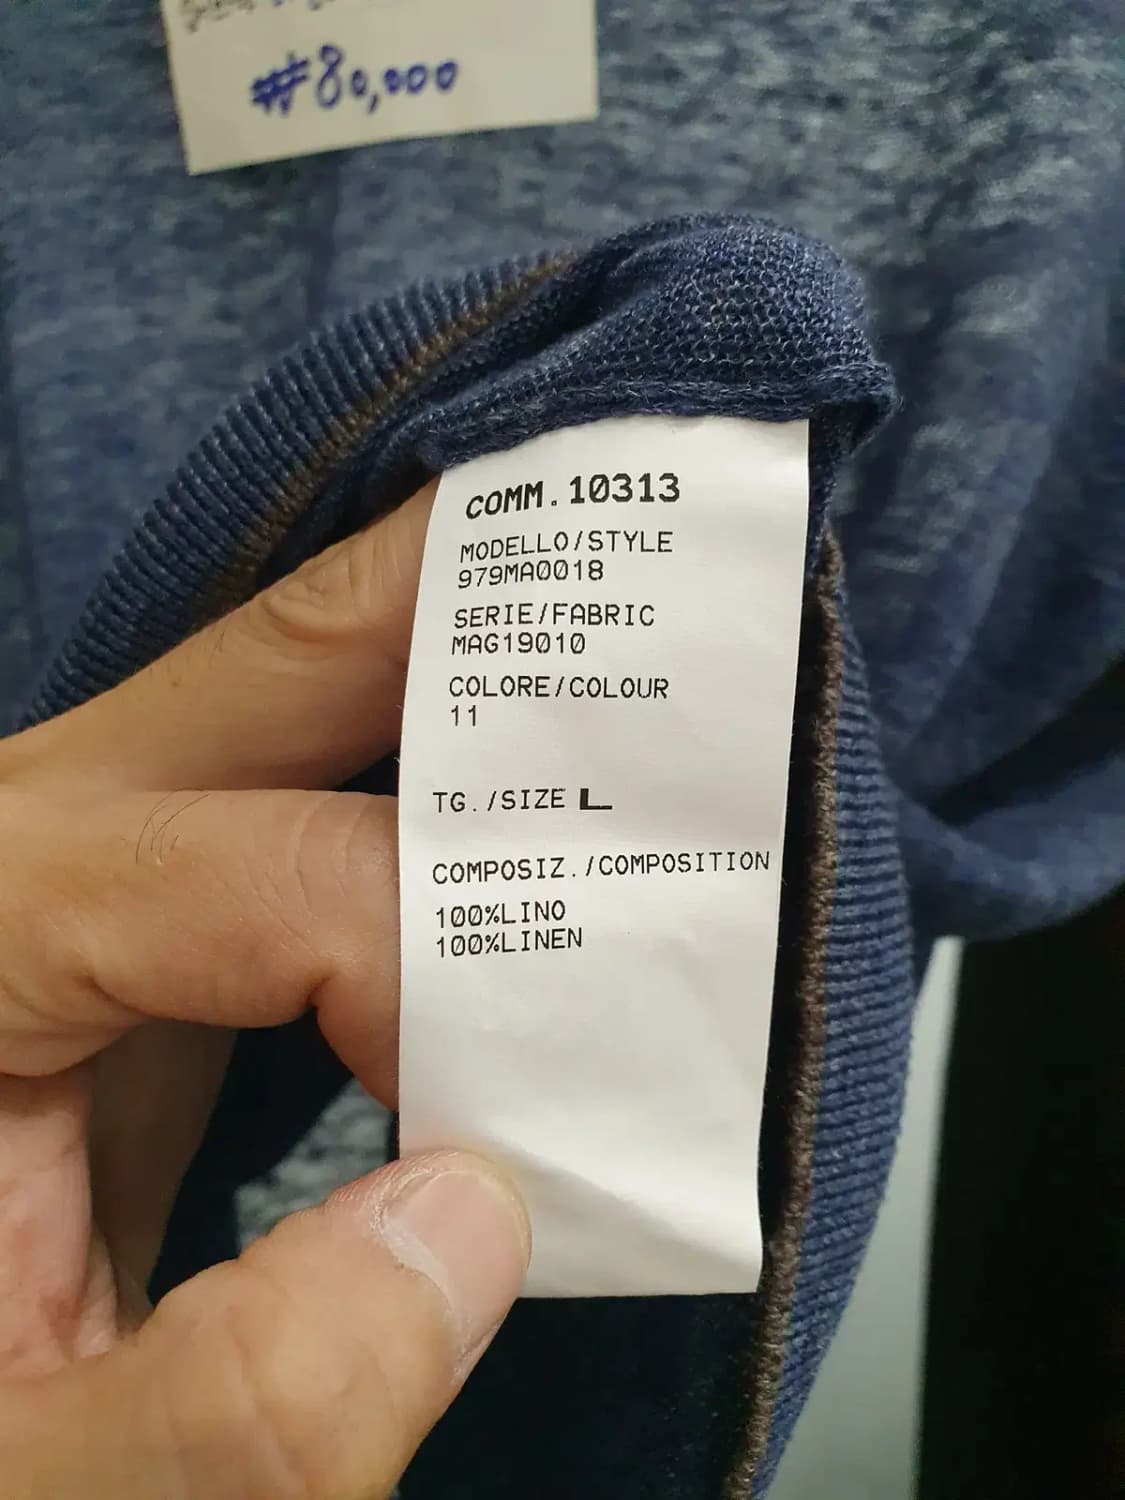 ₩80,000
COMM.10313
MODELLO/STYLE
979MA0018
SERIE/FABRIC
MAG19010
COLORE/COLOUR
11
TG./SIZE L
COMPOSIZ./COMPOSITION
100%LINO
100%LINEN